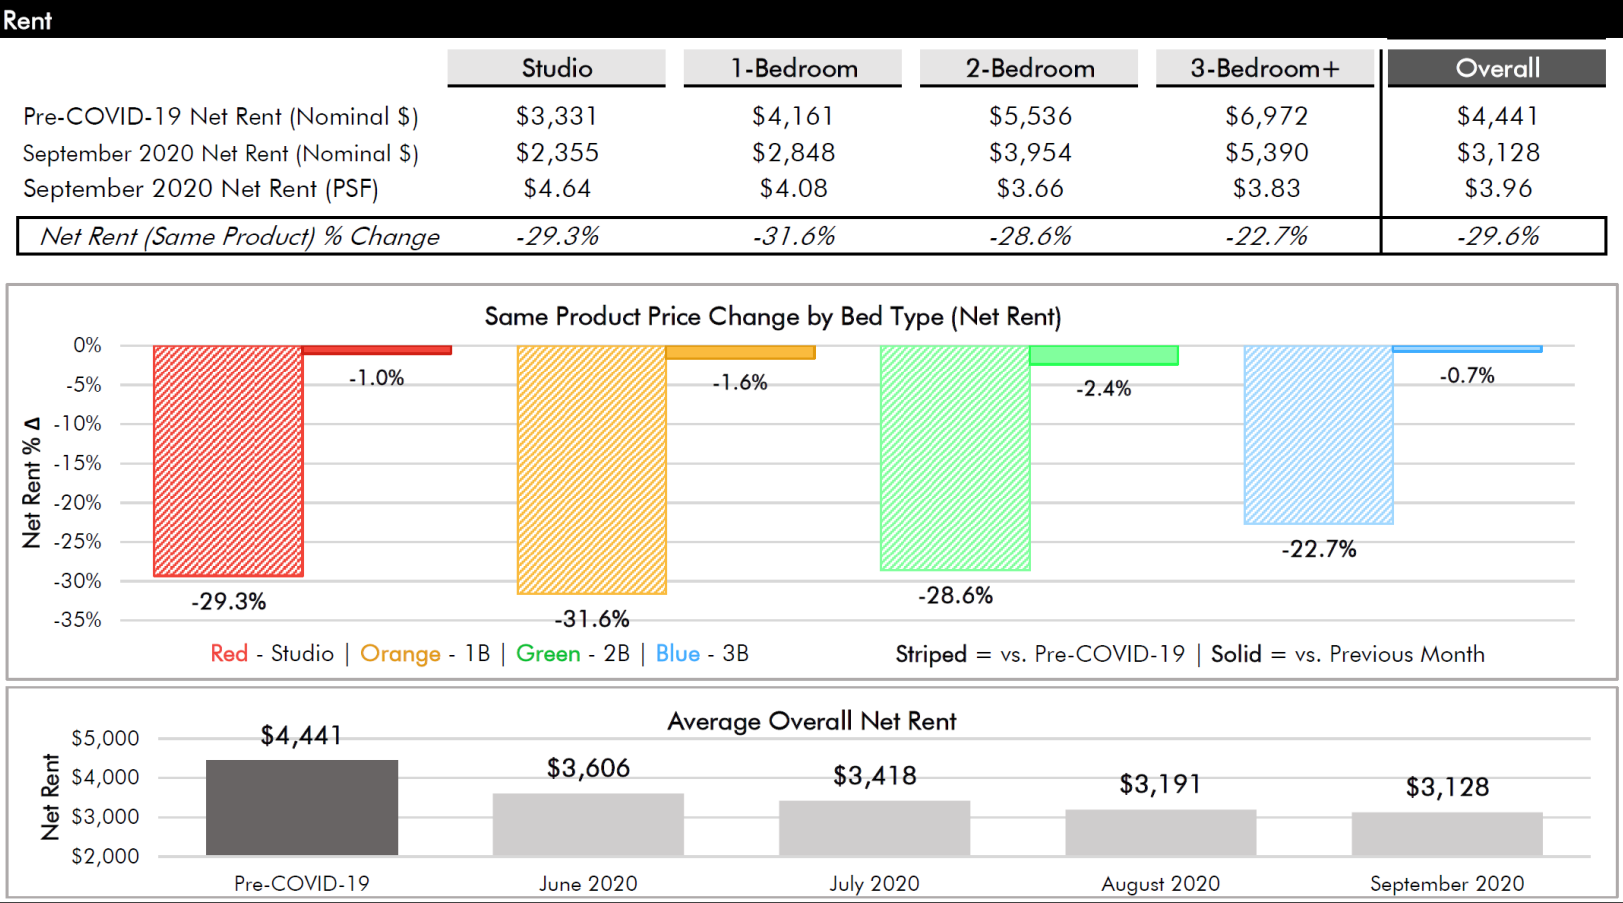 Rent
Studio 1-Bedroom 2-Bedroom 3-Bedroom+ Overall
Pre-COVID-19 Net Rent (Nominal $) $3,331 $4,161 $5,536 $6,972 $4,441
September 2020 Net Rent (Nominal $) $2,355 $2,848 $3,954 $5,390 $3,128
September 2020 Net Rent (PSF) $4.64 $4.08 $3.66 $3.83 $3.96
Net Rent (Same Product) % Change -29.3% -31.6% -28.6% -22.7% -29.6%
Same Product Price Change by Bed Type (Net Rent)
Net Rent % Δ
0%
-5%
-10%
-15%
-20%
-25%
-30%
-35%
-1.0% -1.6% -2.4% -0.7%
-29.3% -31.6% -28.6% -22.7%
Red - Studio | Orange - 1B | Green - 2B | Blue - 3B Striped = vs. Pre-COVID-19 | Solid = vs. Previous Month
Average Overall Net Rent
Net Rent
$5,000
$4,000
$3,000
$2,000
$4,441 $3,606 $3,418 $3,191 $3,128
Pre-COVID-19 June 2020 July 2020 August 2020 September 2020